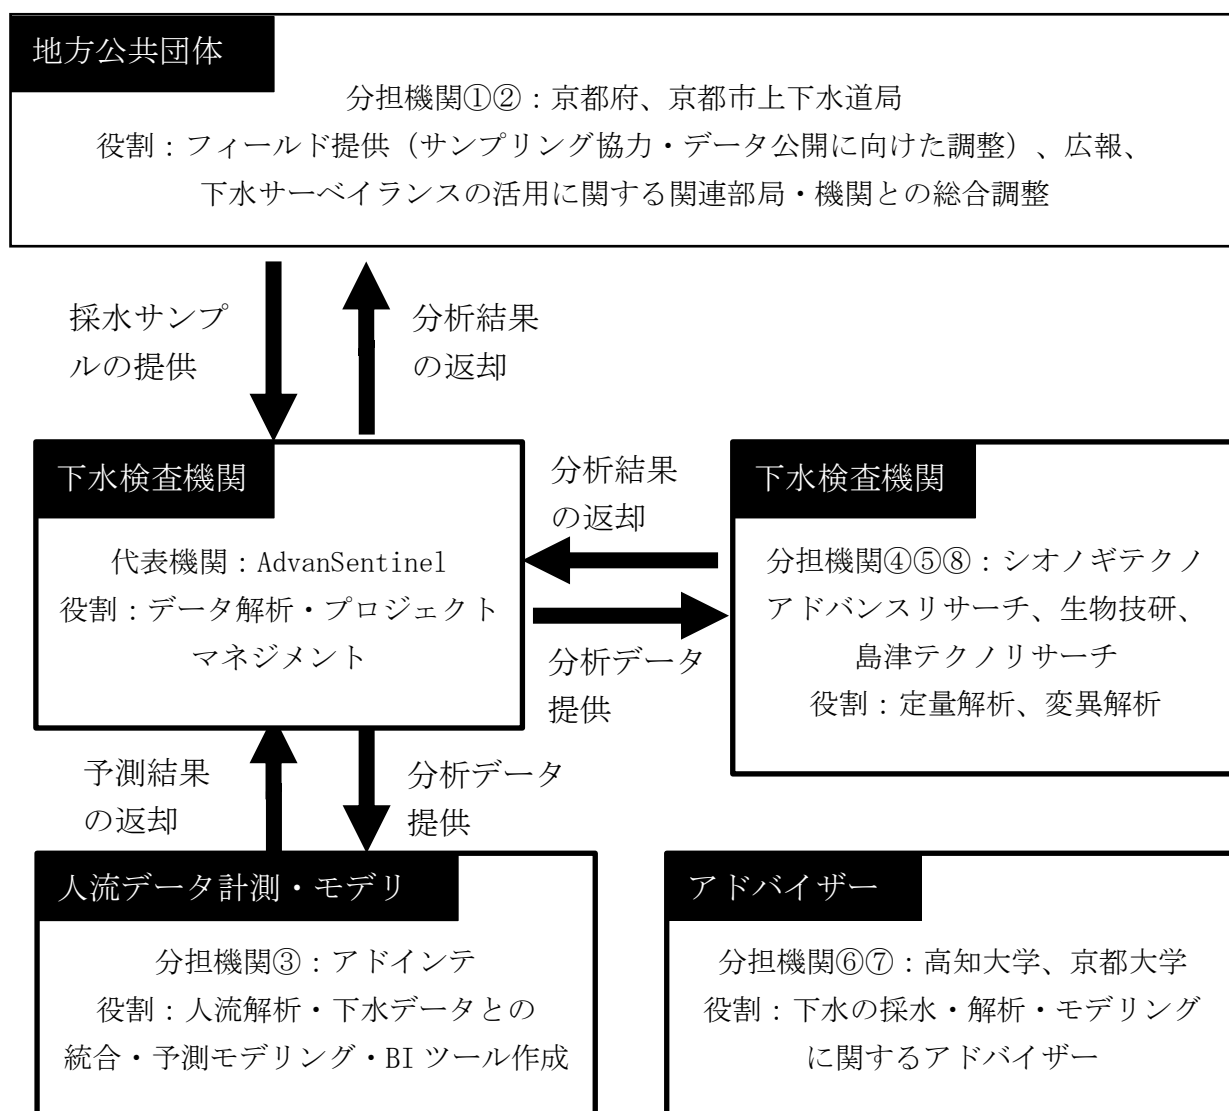 地方公共団体
分担機関①②：京都府、京都市上下水道局
役割：フィールド提供（サンプリング協力・データ公開に向けた調整）、広報、
下水サーベイランスの活用に関する関連部局・機関との総合調整
採水サンプ
ルの提供
分析結果
の返却
下水検査機関
代表機関：AdvanSentinel
役割：データ解析・プロジェクト
マネジメント
分析結果
の返却
分析データ
提供
下水検査機関
分担機関④⑤⑧：シオノギテクノ
アドバンスリサーチ、生物技研、
島津テクノリサーチ
役割：定量解析、変異解析
予測結果
の返却
分析データ
提供
人流データ計測・モデリ
分担機関③：アドインテ
役割：人流解析・下水データとの
統合・予測モデリング・BI ツール作成
アドバイザー
分担機関⑥⑦：高知大学、京都大学
役割：下水の採水・解析・モデリング
に関するアドバイザー